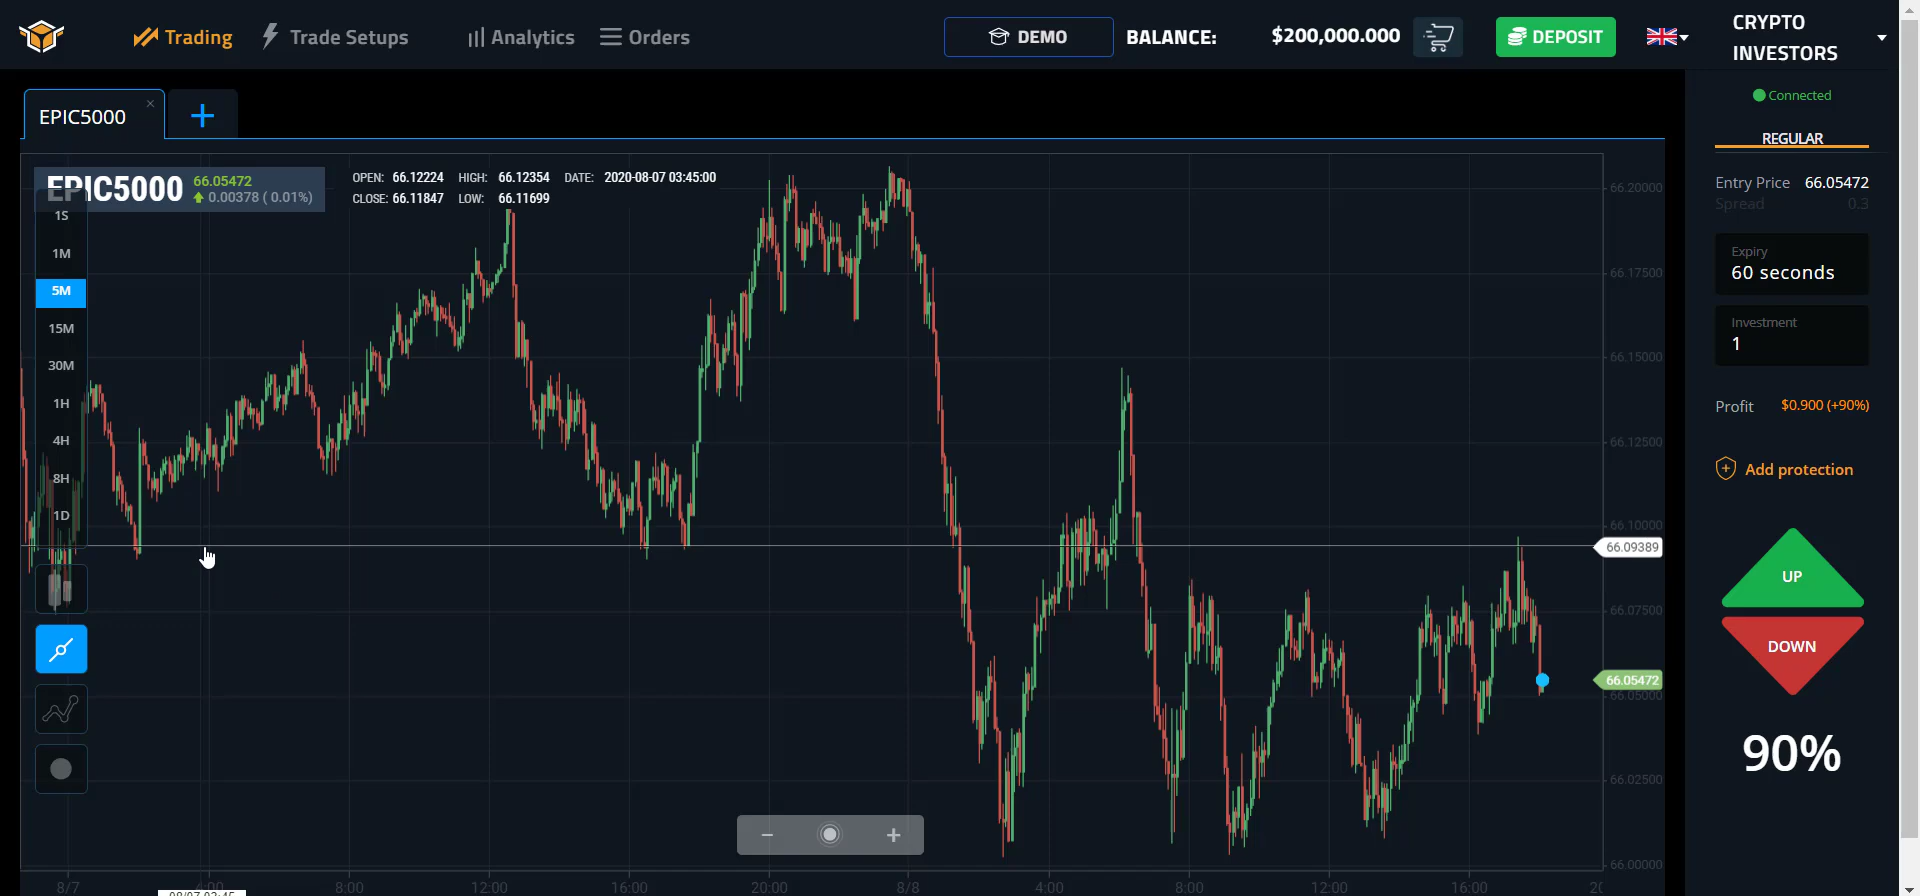 Trading
Trade Setups
Analytics
Orders
DEMO
BALANCE:
$200,000.000
DEPOSIT
CRYPTO
INVESTORS
EPIC5000
×
+
Connected
REGULAR
EPIC5000
66.05472
0.00378 ( 0.01%)
OPEN: 66.12224 HIGH: 66.12354 DATE: 2020-08-07 03:45:00
CLOSE: 66.11847 LOW: 66.11699
Entry Price 66.05472
Spread 0.3
Expiry
60 seconds
Investment
1
Profit $0.900 (+90%)
Add protection
UP
DOWN
90%
1S
1M
5M
15M
30M
1H
4H
8H
1D
66.20000
66.17500
66.15000
66.12500
66.10000
66.09389
66.07500
66.05472
66.05000
66.02500
66.00000
− +
8/7 4:00 8:00 12:00 16:00 20:00 8/8 4:00 8:00 12:00 16:00